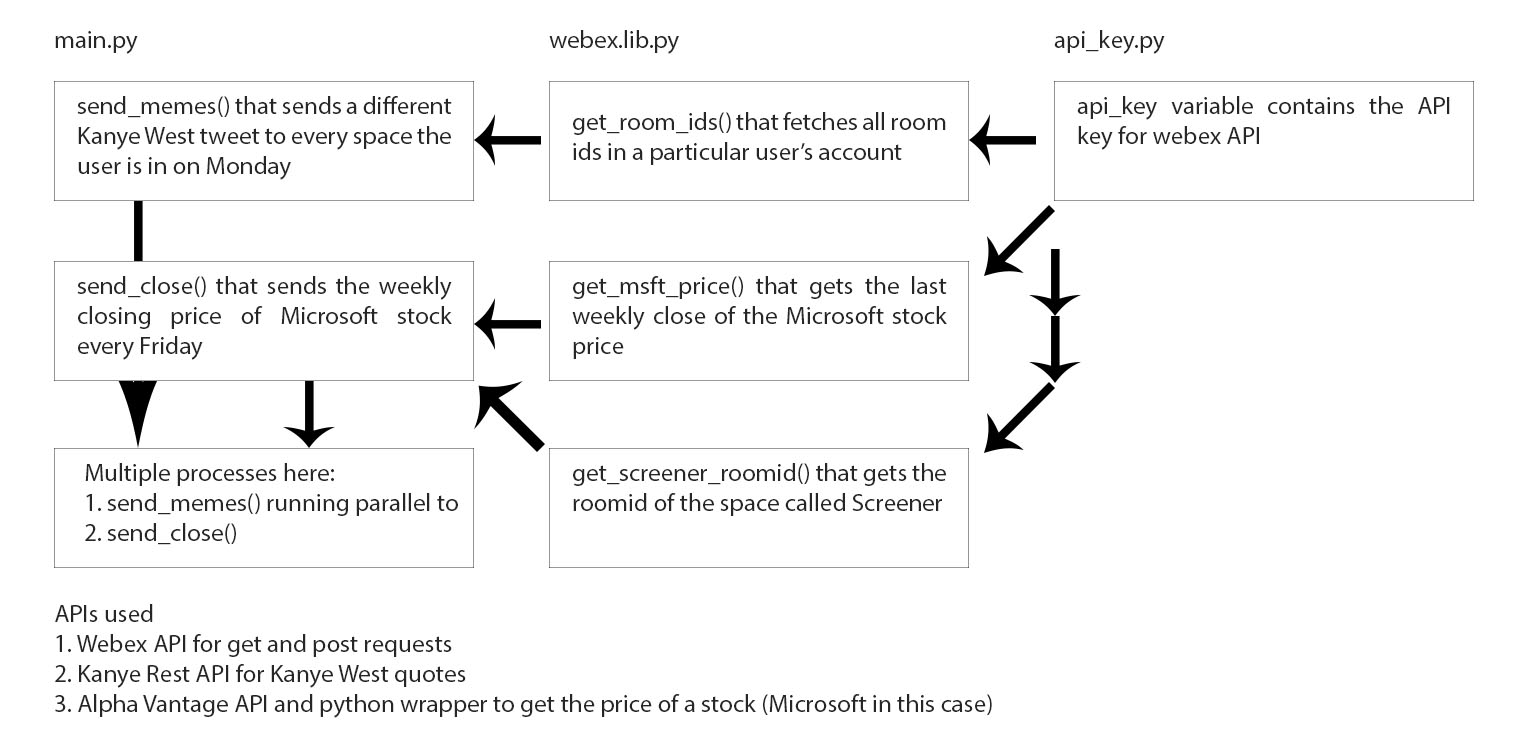 main.py
webex.lib.py
api_key.py
send_memes() that sends a different
Kanye West tweet to every space the
user is in on Monday
get_room_ids() that fetches all room
ids in a particular user’s account
api_key variable contains the API
key for webex API
send_close() that sends the weekly
closing price of Microsoft stock
every Friday
get_msft_price() that gets the last
weekly close of the Microsoft stock
price
Multiple processes here:
1. send_memes() running parallel to
2. send_close()
get_screener_roomid() that gets the
roomid of the space called Screener
APIs used
1. Webex API for get and post requests
2. Kanye Rest API for Kanye West quotes
3. Alpha Vantage API and python wrapper to get the price of a stock (Microsoft in this case)